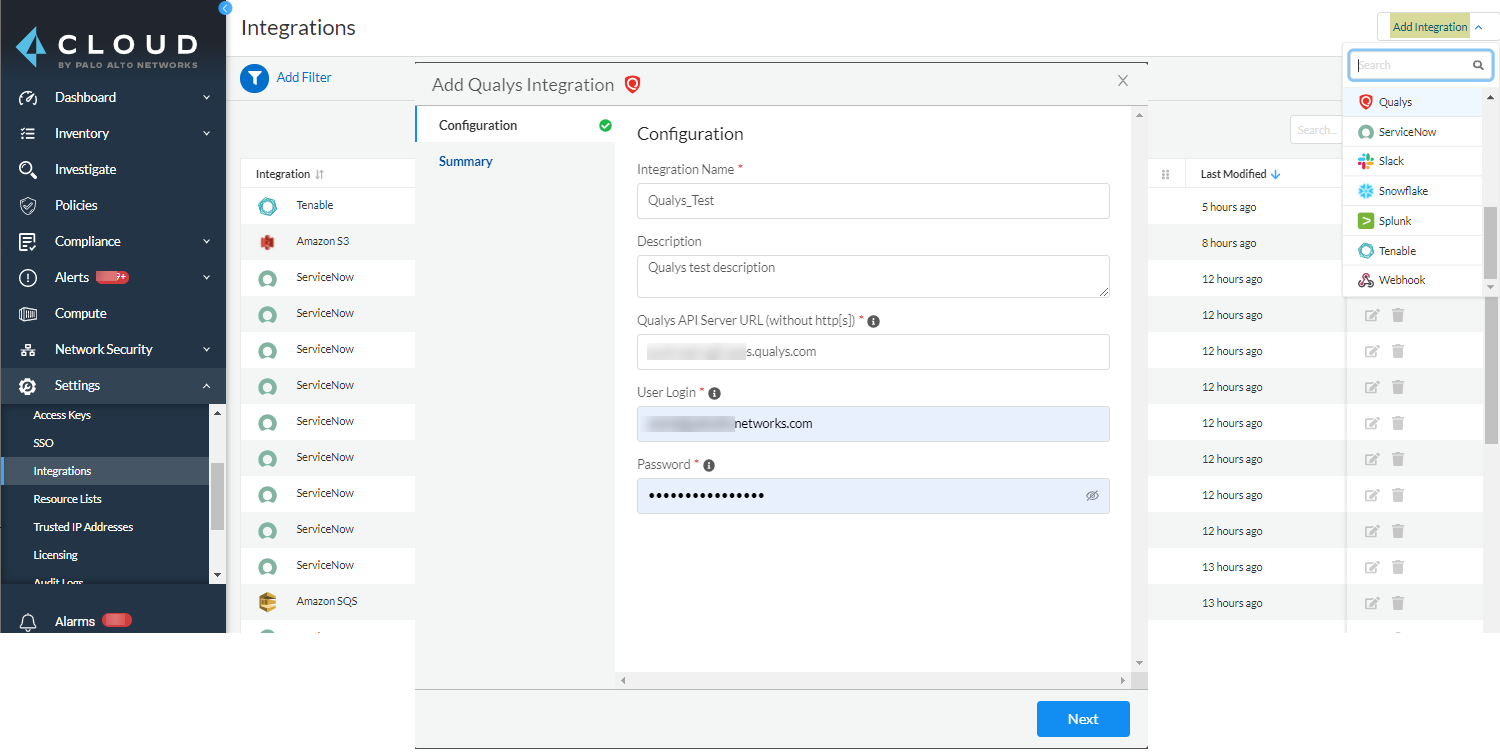 CLOUD
BY PALO ALTO NETWORKS
Dashboard
Inventory
Investigate
Policies
Compliance
Alerts
Compute
Network Security
Settings
Access Keys
SSO
Integrations
Resource Lists
Trusted IP Addresses
Licensing
Audit Logs
Alarms
Integrations
Add Filter
Integration
Tenable
Amazon S3
ServiceNow
ServiceNow
ServiceNow
ServiceNow
ServiceNow
ServiceNow
ServiceNow
ServiceNow
ServiceNow
Amazon SQS
Add Qualys Integration
Configuration
Summary
Configuration
Integration Name *
Qualys_Test
Description
Qualys test description
Qualys API Server URL (without http[s]) *
s.qualys.com
User Login *
networks.com
Password *
••••••••••••••••
Next
Add Integration
Search
Qualys
ServiceNow
Slack
Snowflake
Splunk
Tenable
Webhook
Search...
Last Modified
5 hours ago
8 hours ago
12 hours ago
12 hours ago
12 hours ago
12 hours ago
12 hours ago
12 hours ago
12 hours ago
12 hours ago
13 hours ago
13 hours ago